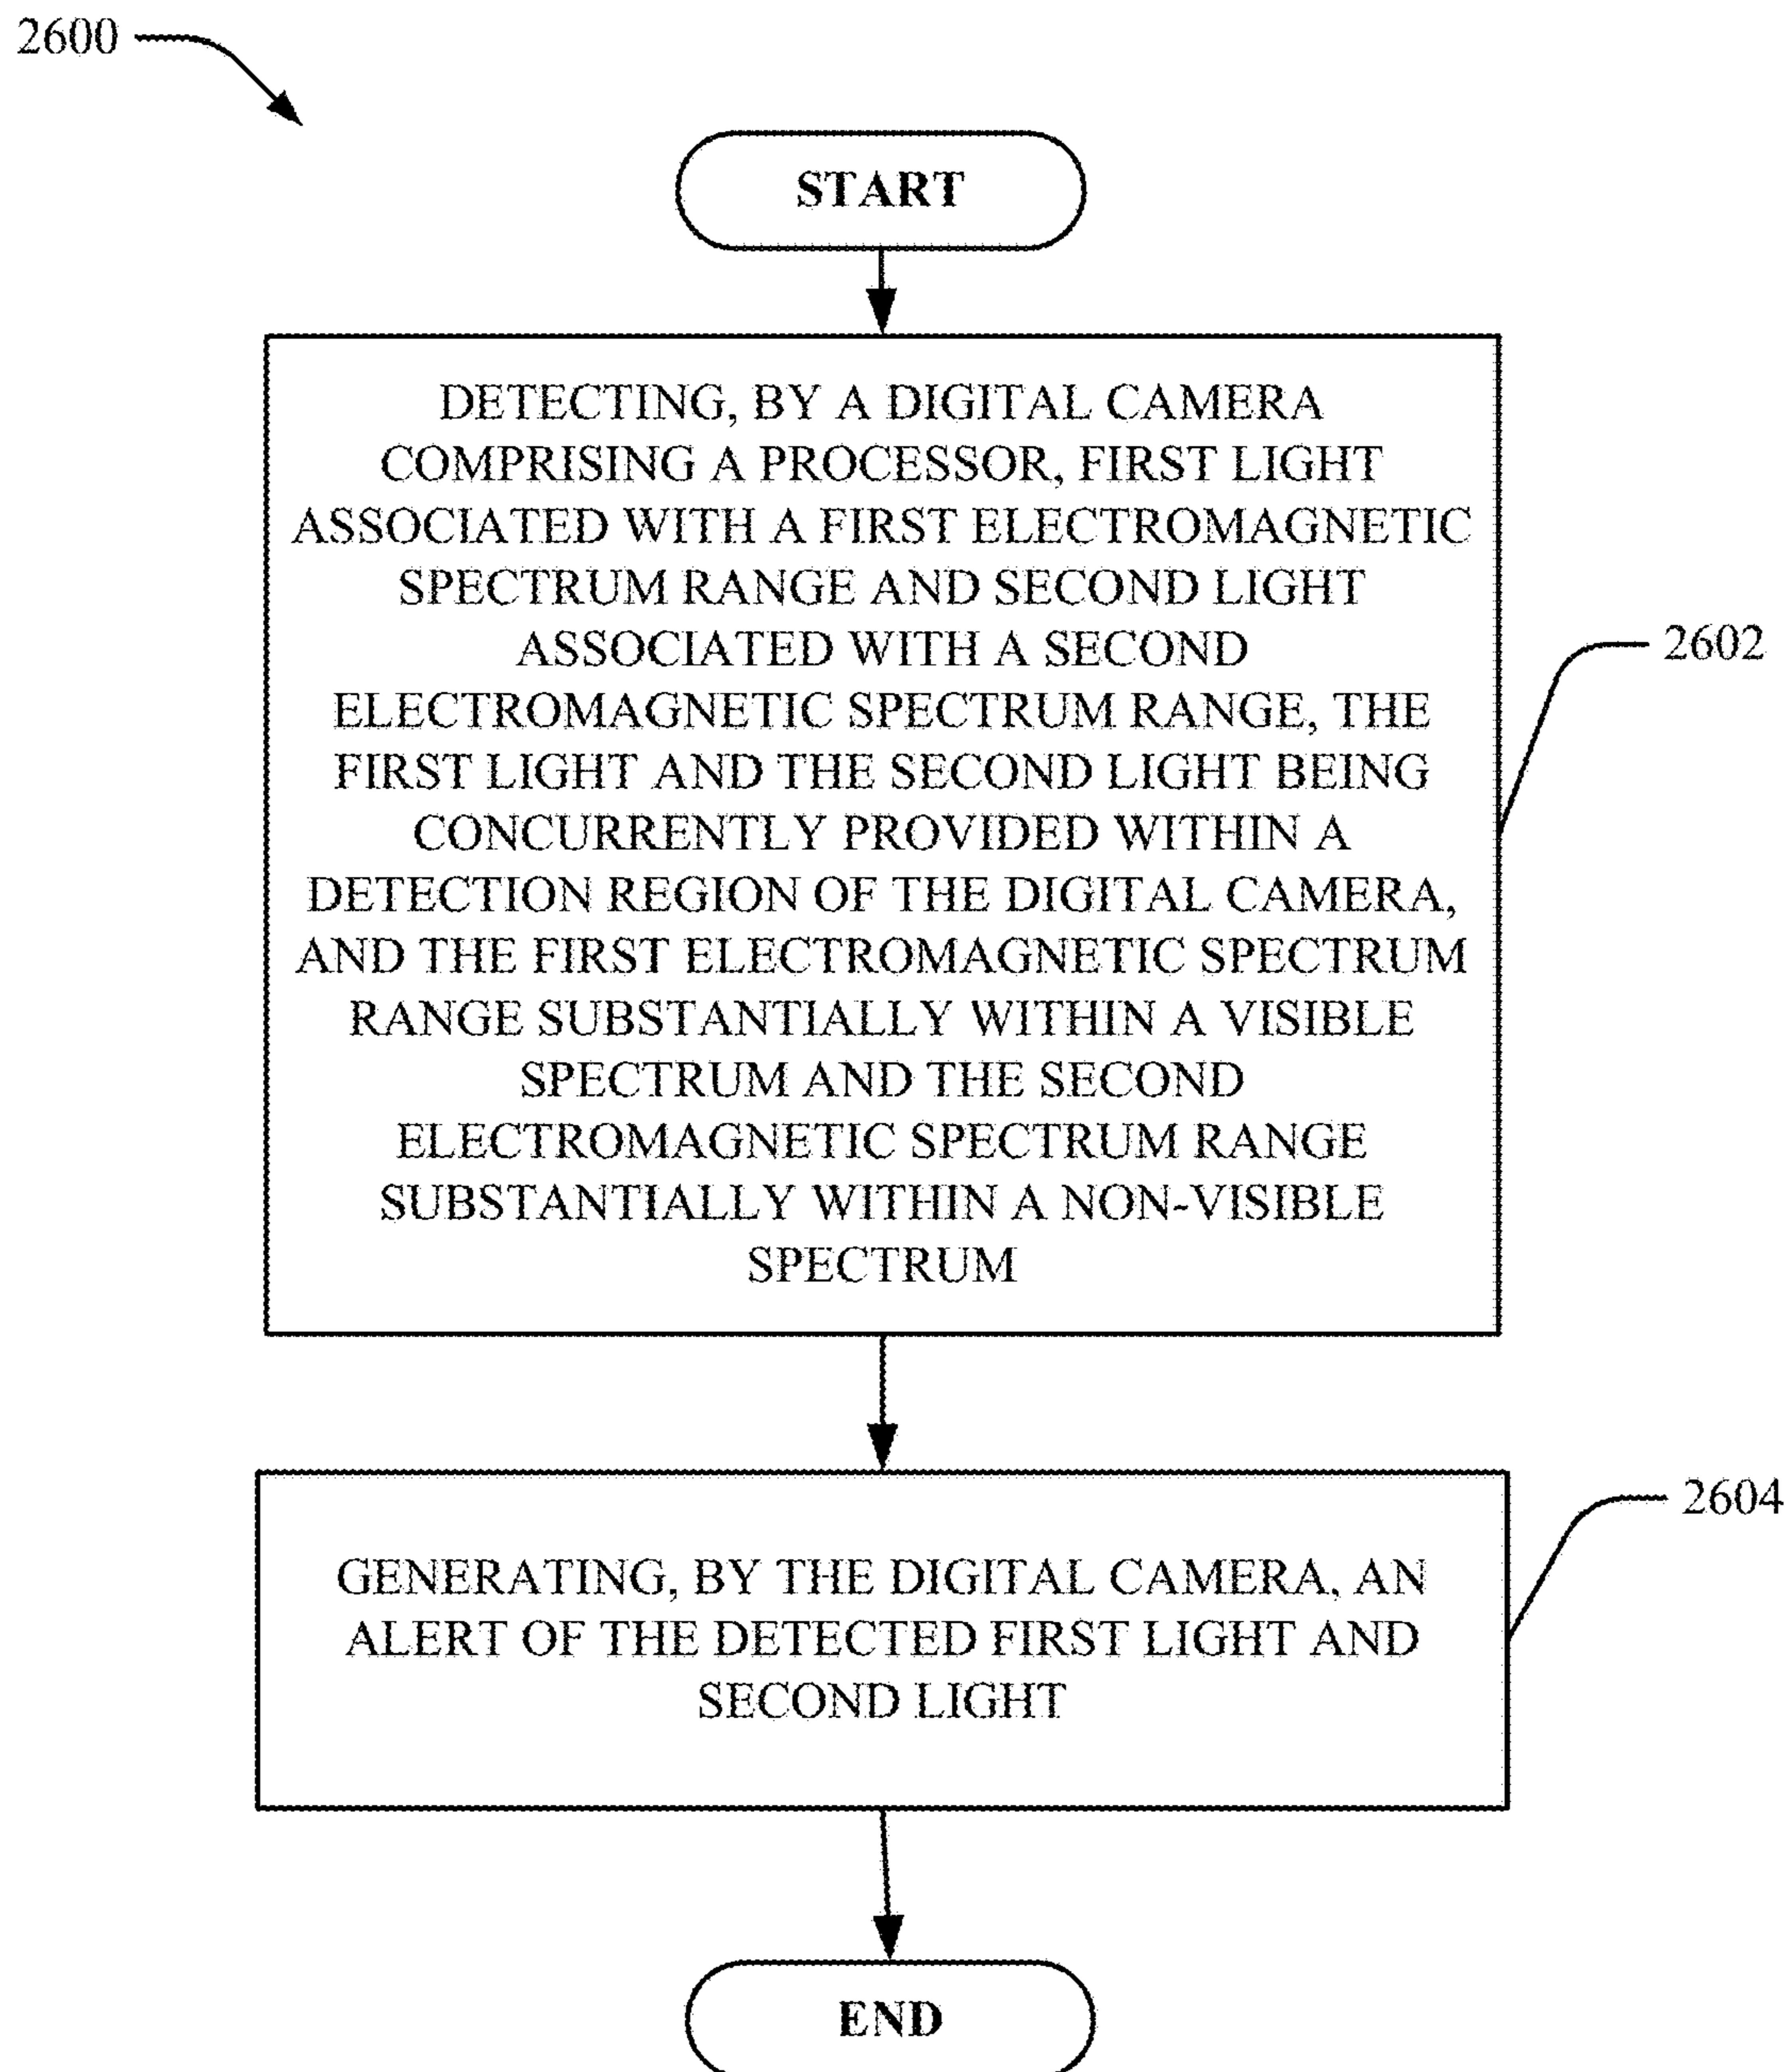 2600
START
DETECTING, BY A DIGITAL CAMERA
COMPRISING A PROCESSOR, FIRST LIGHT
ASSOCIATED WITH A FIRST ELECTROMAGNETIC
SPECTRUM RANGE AND SECOND LIGHT
ASSOCIATED WITH A SECOND
ELECTROMAGNETIC SPECTRUM RANGE, THE
FIRST LIGHT AND THE SECOND LIGHT BEING
CONCURRENTLY PROVIDED WITHIN A
DETECTION REGION OF THE DIGITAL CAMERA,
AND THE FIRST ELECTROMAGNETIC SPECTRUM
RANGE SUBSTANTIALLY WITHIN A VISIBLE
SPECTRUM AND THE SECOND
ELECTROMAGNETIC SPECTRUM RANGE
SUBSTANTIALLY WITHIN A NON-VISIBLE
SPECTRUM
2602
GENERATING, BY THE DIGITAL CAMERA, AN
ALERT OF THE DETECTED FIRST LIGHT AND
SECOND LIGHT
2604
END